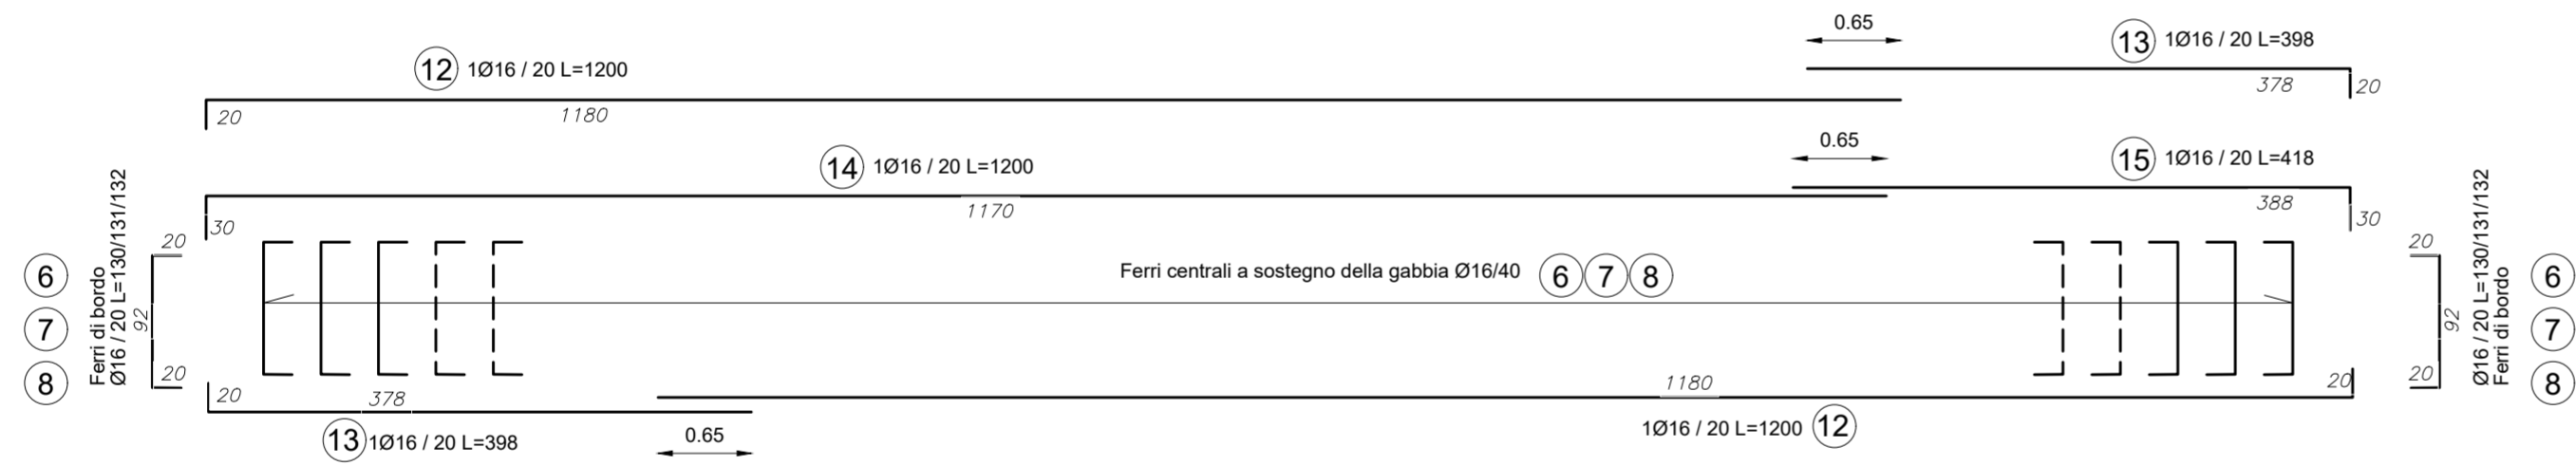 0.65
13 1Ø16 / 20 L=398
12 1Ø16 / 20 L=1200
378
20
20
1180
0.65
15 1Ø16 / 20 L=418
14 1Ø16 / 20 L=1200
1170
388
30
30
6
7
8
Ferri di bordo
Ø16 / 20 L=130/131/132
20
92
20
Ferri centrali a sostegno della gabbia Ø16/40 6 7 8
20
92
20
Ø16 / 20 L=130/131/132
Ferri di bordo
6
7
8
20
378
1180
20
13 1Ø16 / 20 L=398
0.65
1Ø16 / 20 L=1200 12